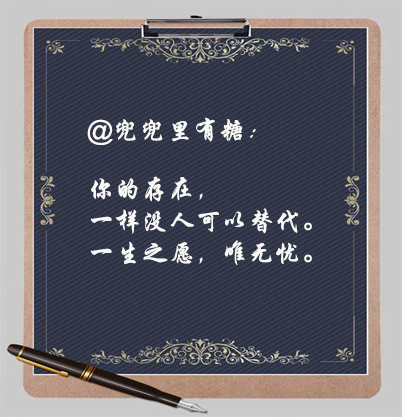 @兜兜里有糖：
你的存在，
一样没人可以替代。
一生之愿，唯无忧。